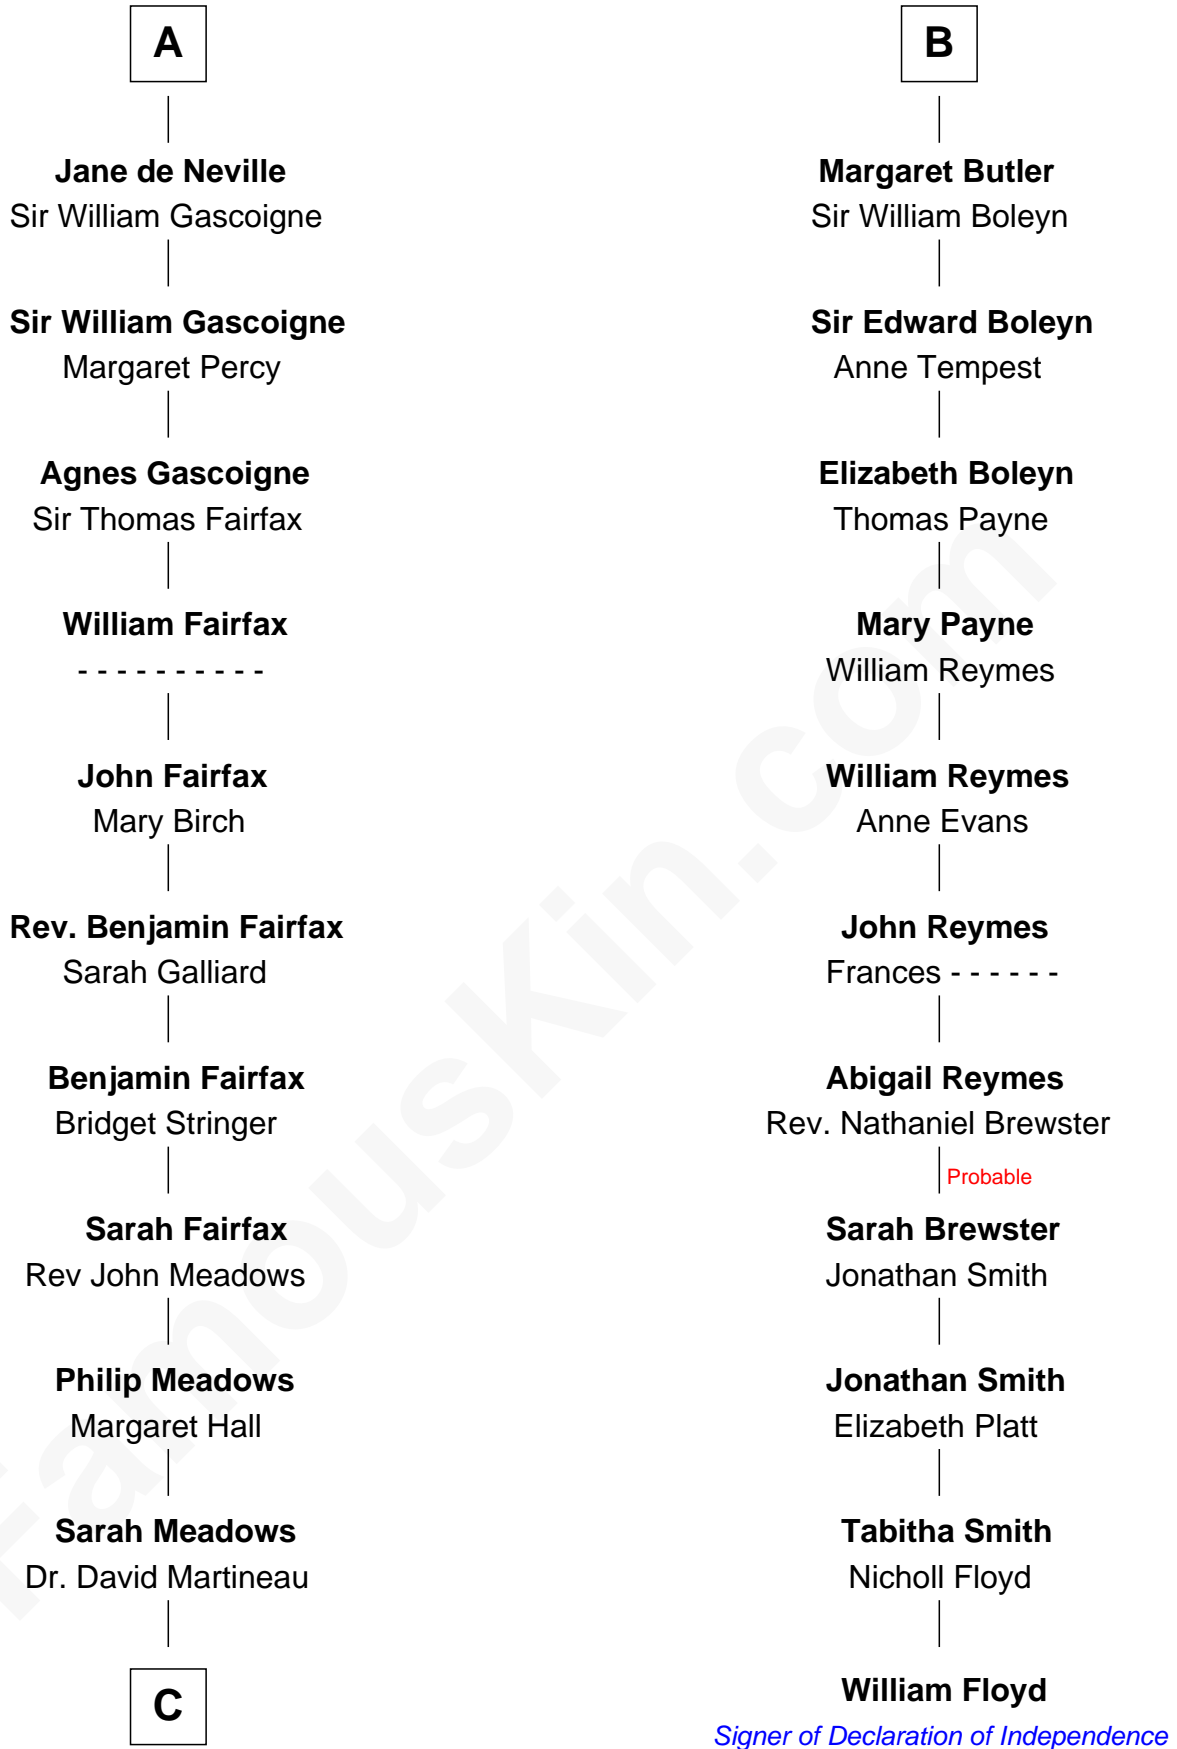 A
Jane de Neville
Sir William Gascoigne
Sir William Gascoigne
Margaret Percy
Agnes Gascoigne
Sir Thomas Fairfax
William Fairfax
- - - - - - - - - -
John Fairfax
Mary Birch
Rev. Benjamin Fairfax
Sarah Galliard
Benjamin Fairfax
Bridget Stringer
Sarah Fairfax
Rev John Meadows
Philip Meadows
Margaret Hall
Sarah Meadows
Dr. David Martineau
C
B
Margaret Butler
Sir William Boleyn
Sir Edward Boleyn
Anne Tempest
Elizabeth Boleyn
Thomas Payne
Mary Payne
William Reymes
William Reymes
Anne Evans
John Reymes
Frances - - - - - -
Abigail Reymes
Rev. Nathaniel Brewster
Probable
Sarah Brewster
Jonathan Smith
Jonathan Smith
Elizabeth Platt
Tabitha Smith
Nicholl Floyd
William Floyd
Signer of Declaration of Independence
FamousKin.com